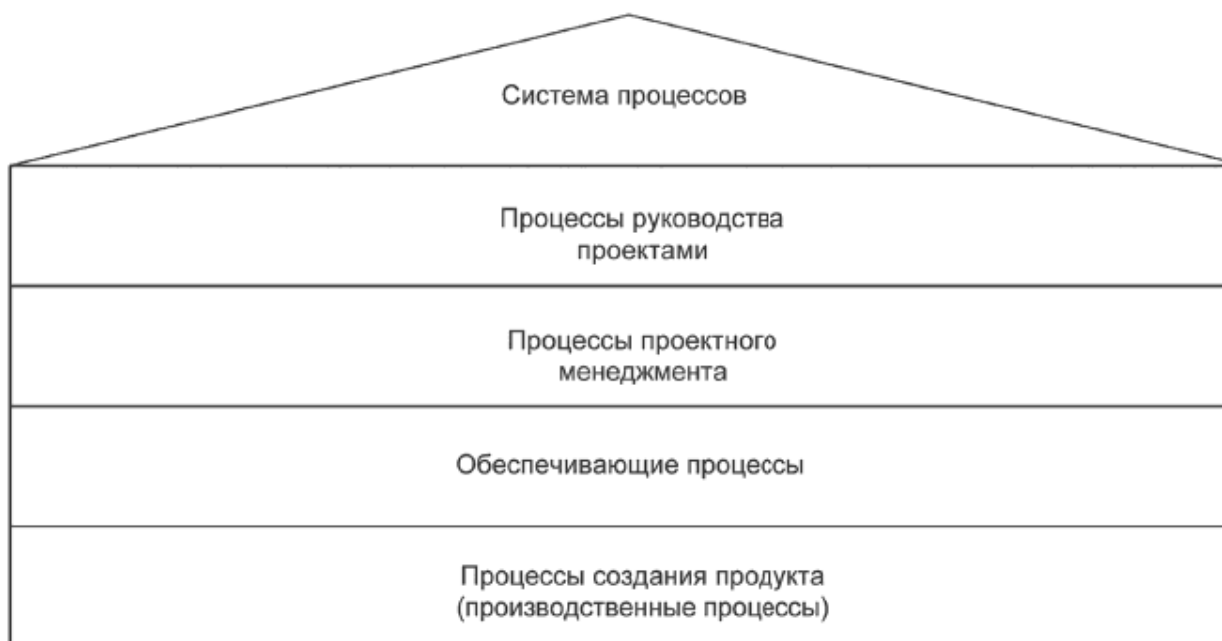 Система процессов
Процессы руководства
проектами
Процессы проектного
менеджмента
Обеспечивающие процессы
Процессы создания продукта
(производственные процессы)